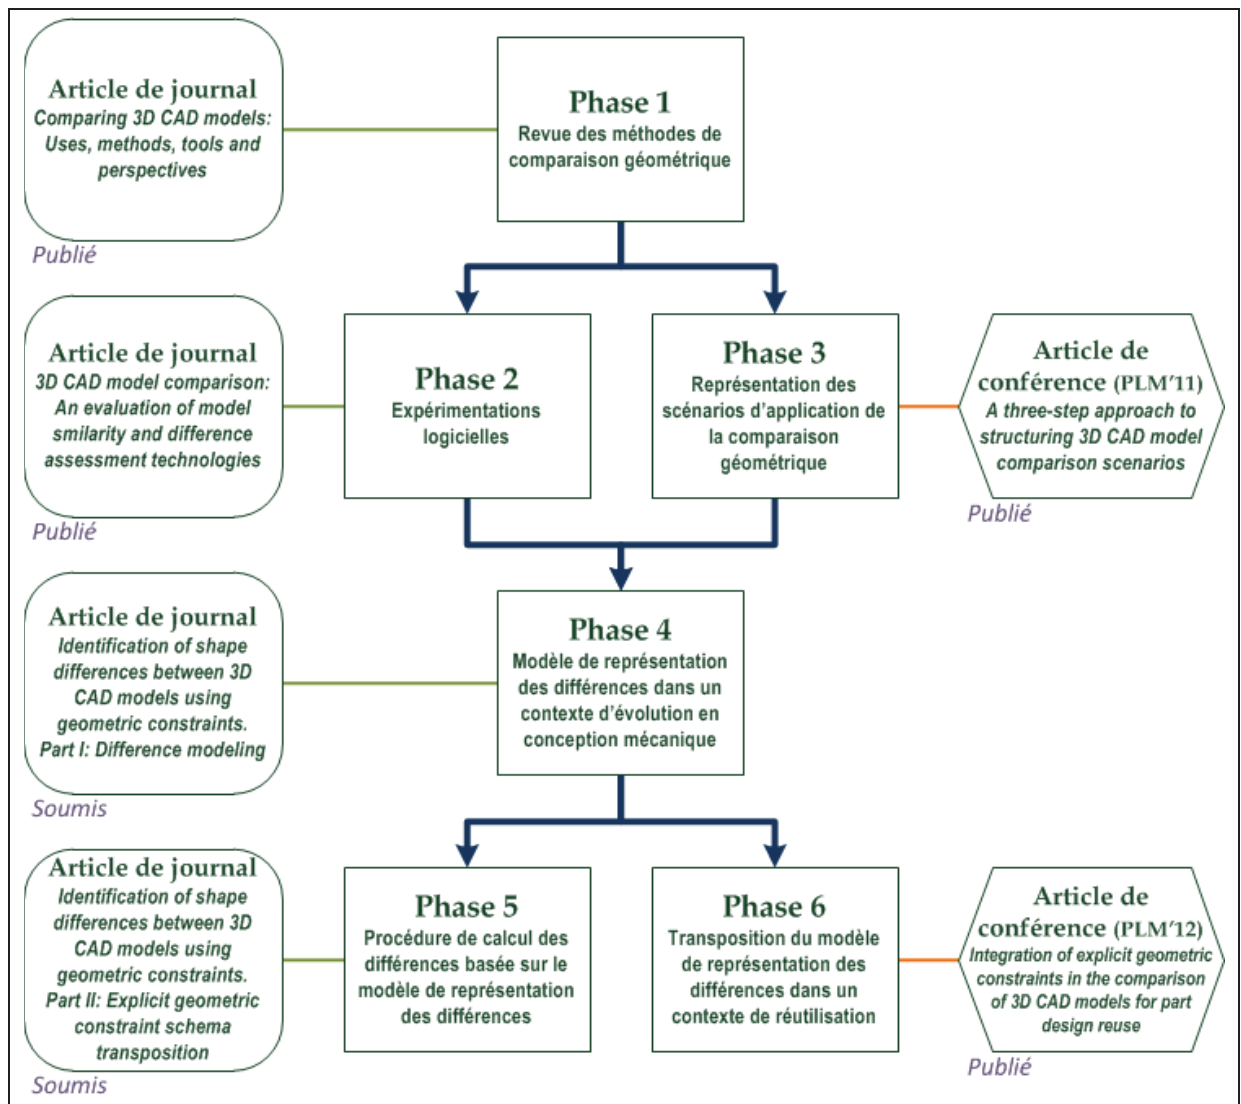 Article de journal
Comparing 3D CAD models:
Uses, methods, tools and
perspectives
Publié
Phase 1
Revue des méthodes de
comparaison géométrique
Article de journal
3D CAD model comparison:
An evaluation of model
smilarity and difference
assessment technologies
Publié
Phase 2
Expérimentations
logicielles
Phase 3
Représentation des
scénarios d'application de
la comparaison
géométrique
Article de
conférence (PLM'11)
A three-step approach to
structuring 3D CAD model
comparison scenarios
Publié
Article de journal
Identification of shape
differences between 3D
CAD models using
geometric constraints.
Part I: Difference modeling
Soumis
Phase 4
Modèle de représentation
des différences dans un
contexte d'évolution en
conception mécanique
Article de journal
Identification of shape
differences between 3D
CAD models using
geometric constraints.
Part II: Explicit geometric
constraint schema
transposition
Soumis
Phase 5
Procédure de calcul des
différences basée sur le
modèle de représentation
des différences
Phase 6
Transposition du modèle
de représentation des
différences dans un
contexte de réutilisation
Article de
conférence (PLM'12)
Integration of explicit geometric
constraints in the comparison
of 3D CAD models for part
design reuse
Publié